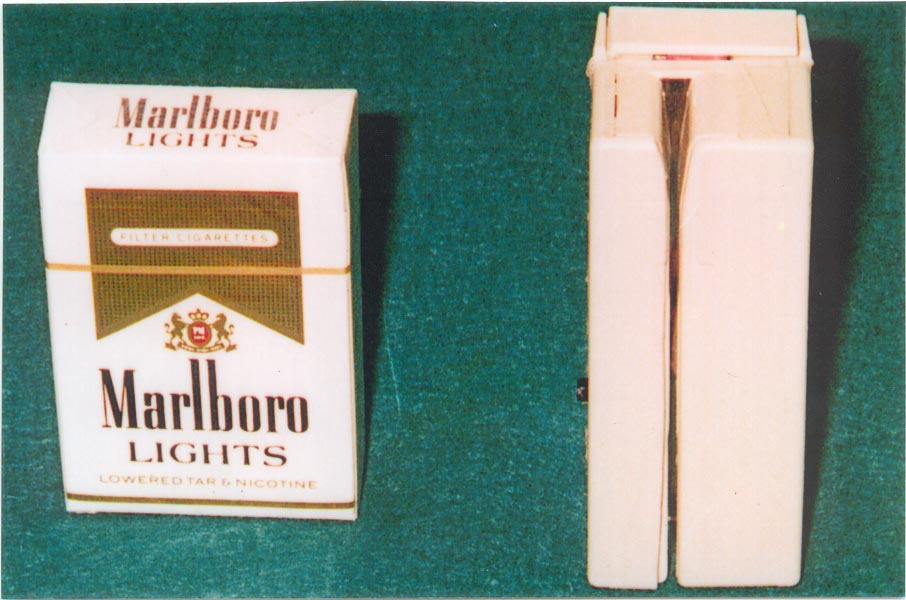 Marlboro
LIGHTS
FILTER CIGARETTES
PM
Marlboro
LIGHTS
LOWERED TAR & NICOTINE